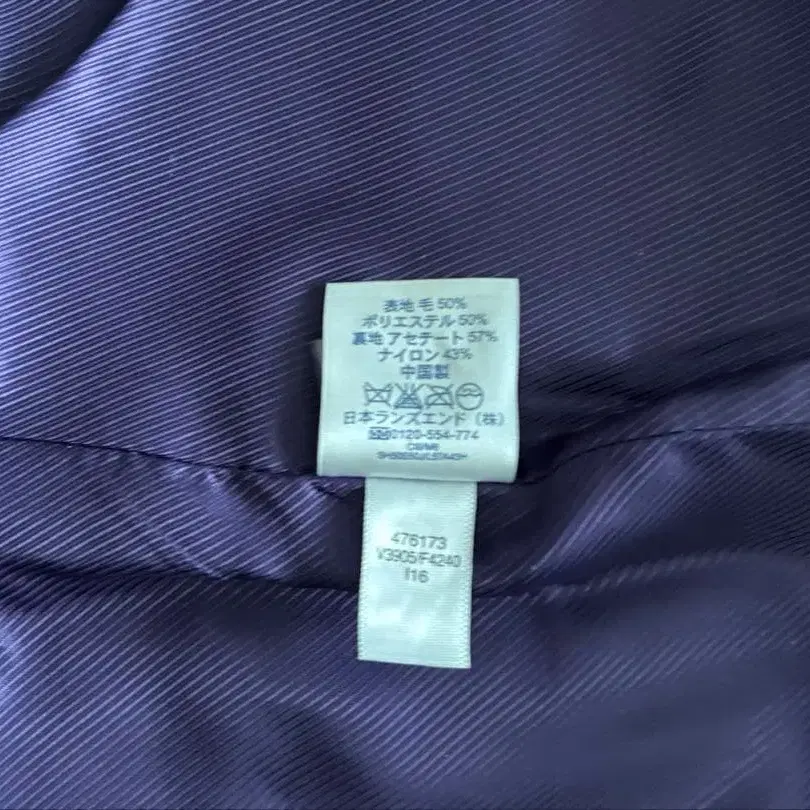 表地 毛 50%
ポリエステル 50%
裏地 アセテート 57%
ナイロン 43%
中国製
日本ランズエンド (株)
0120-554-774
476173
V3905/F4240
I16